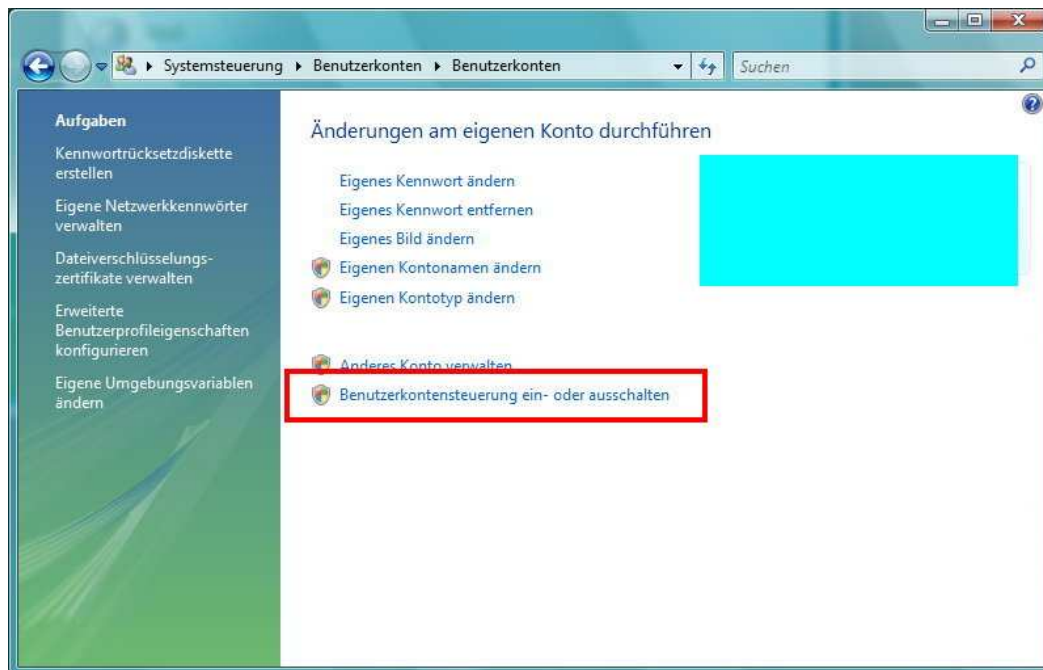 Systemsteuerung ▸ Benutzerkonten ▸ Benutzerkonten
Suchen
Aufgaben
Kennwortrücksetzdiskette
erstellen
Eigene Netzwerkkennwörter
verwalten
Dateiverschlüsselungs-
zertifikate verwalten
Erweiterte
Benutzerprofileigenschaften
konfigurieren
Eigene Umgebungsvariablen
ändern
Änderungen am eigenen Konto durchführen
Eigenes Kennwort ändern
Eigenes Kennwort entfernen
Eigenes Bild ändern
Eigenen Kontonamen ändern
Eigenen Kontotyp ändern
Anderes Konto verwalten
Benutzerkontensteuerung ein- oder ausschalten